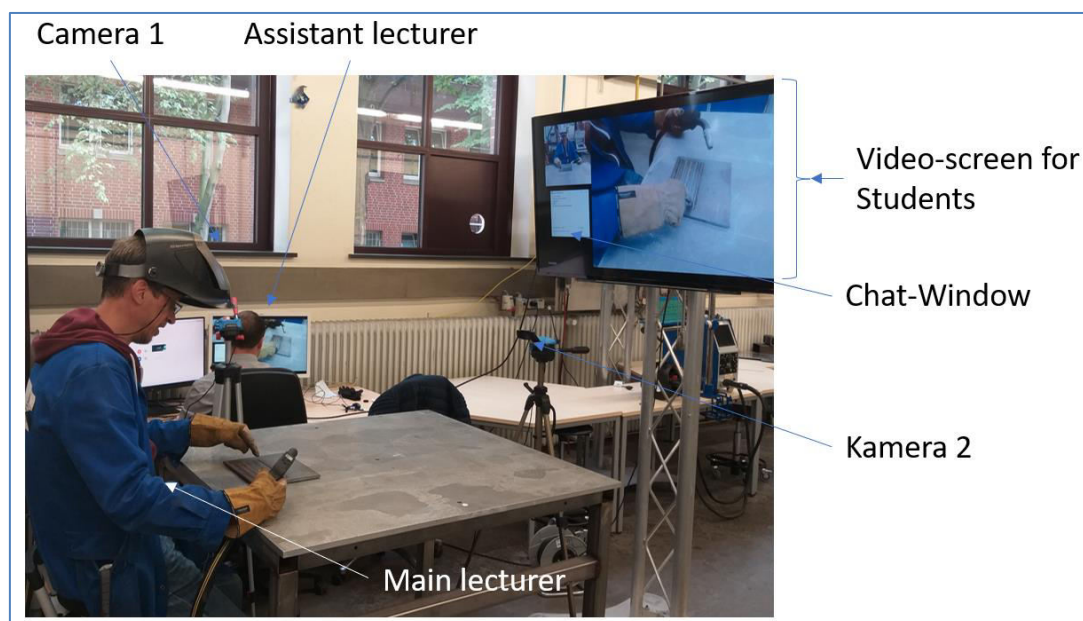 Camera 1
Assistant lecturer
Video-screen for
Students
Chat-Window
Kamera 2
Main lecturer